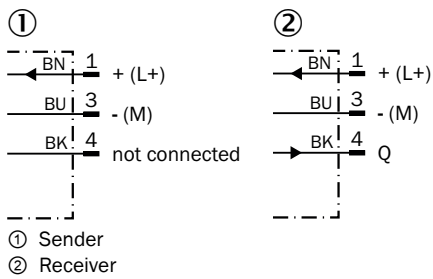 ① ②
BN 1 + (L+)
BU 3 - (M)
BK 4 not connected
BN 1 + (L+)
BU 3 - (M)
BK 4 Q
① Sender
② Receiver